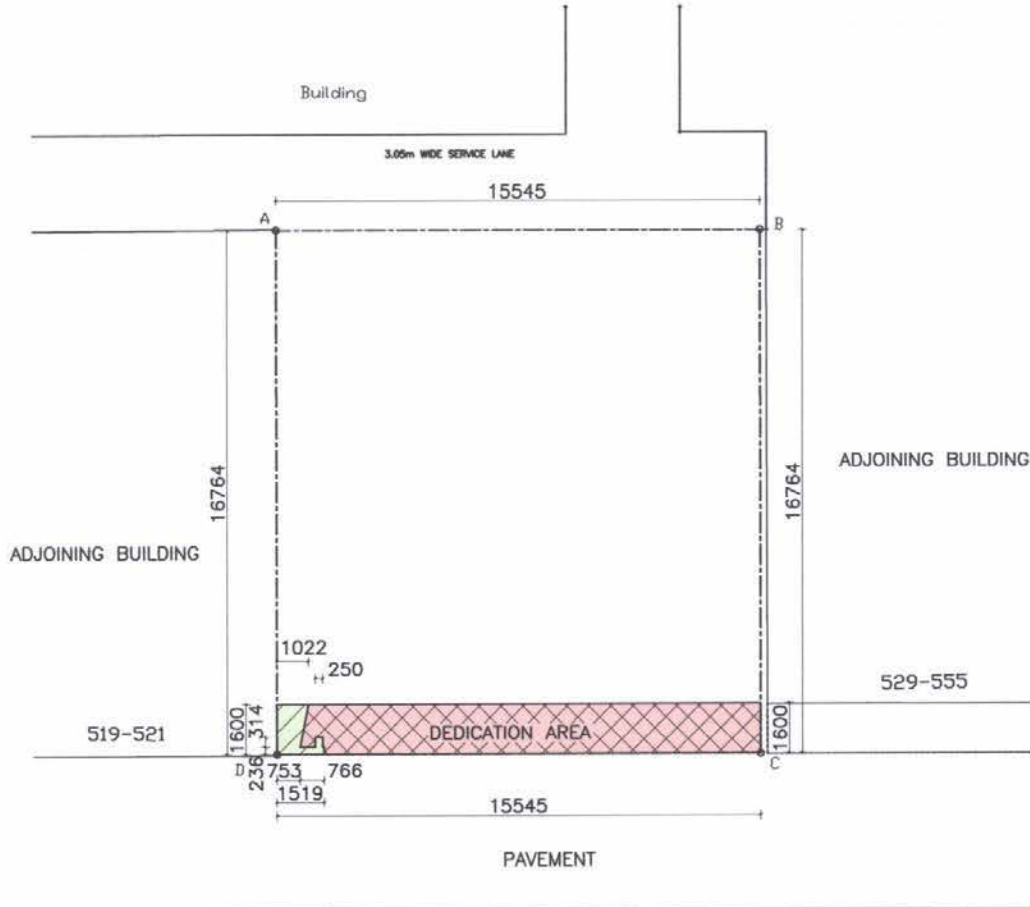 Building
3.05m WIDE SERVICE LANE
15545
A
B
16764
16764
ADJOINING BUILDING
ADJOINING BUILDING
1022
250
529-555
519-521
1600
314
DEDICATION AREA
1600
D
236
753
766
C
1519
15545
PAVEMENT